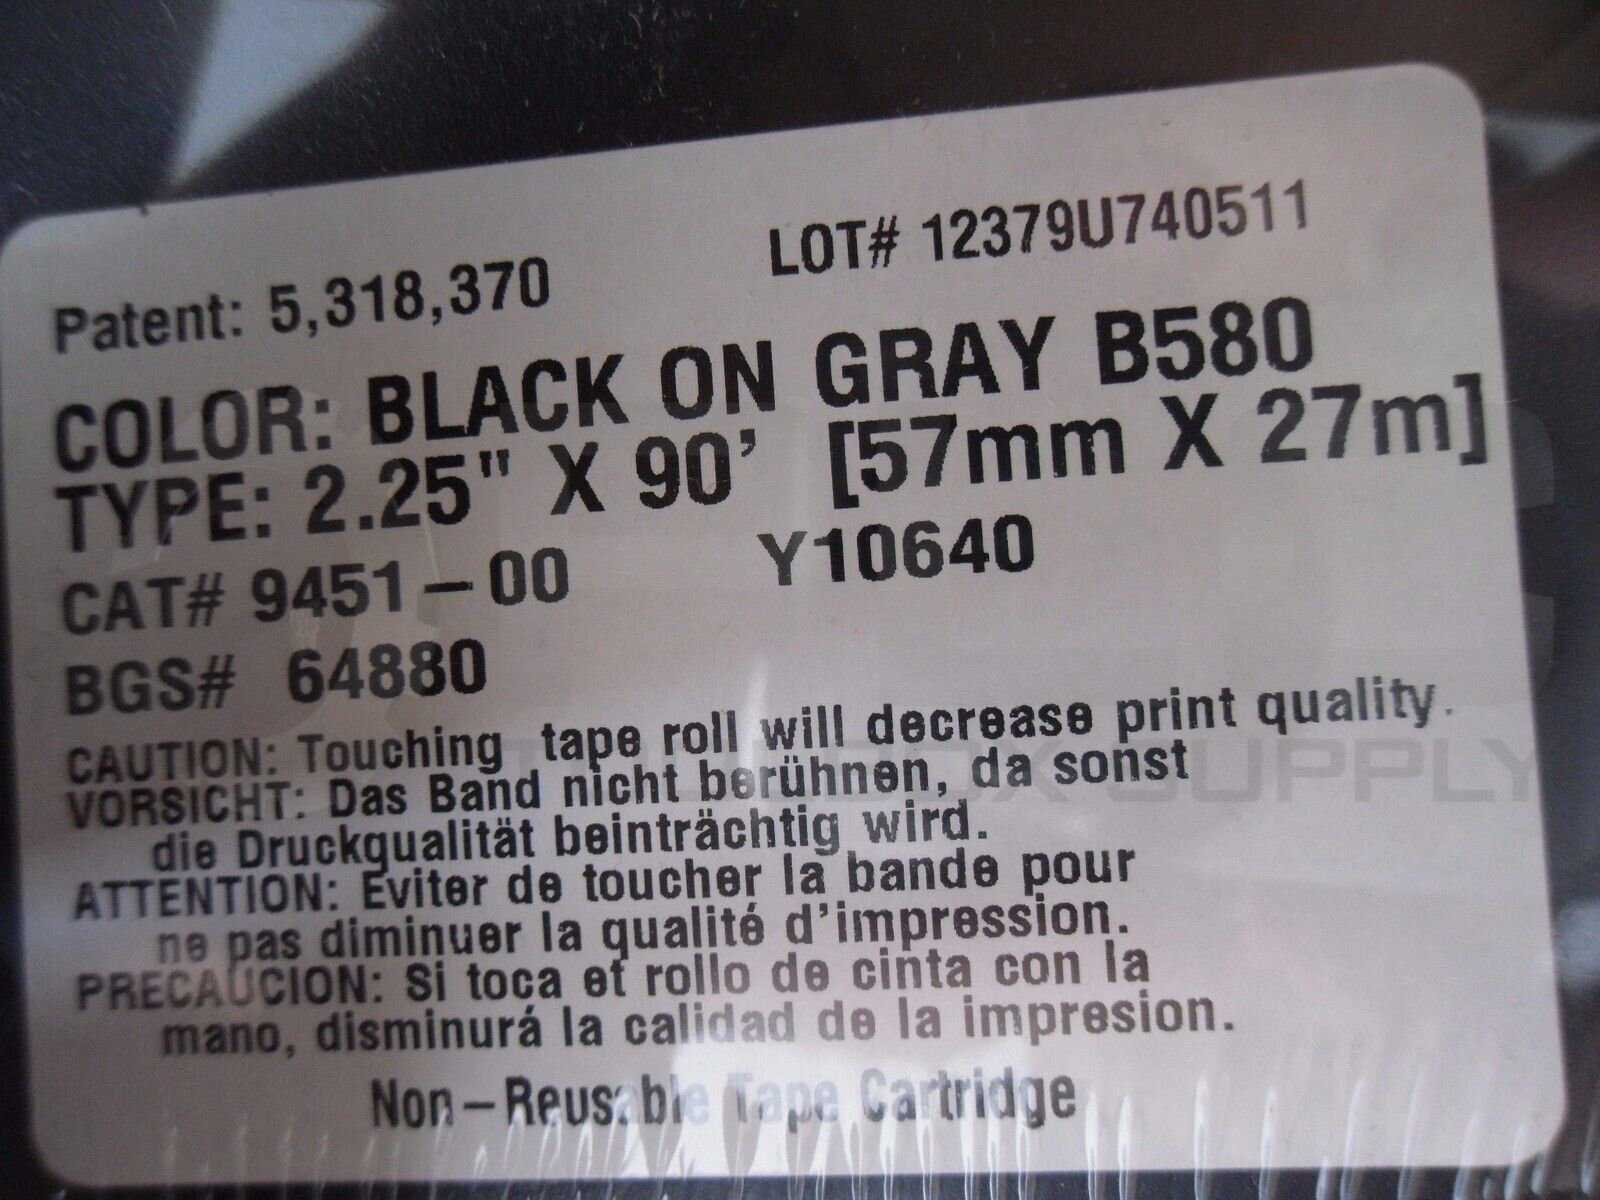 Patent: 5,318,370 LOT# 12379U740511
COLOR: BLACK ON GRAY B580
TYPE: 2.25" X 90' [57mm X 27m]
CAT# 9451-00 Y10640
BGS# 64880
CAUTION: Touching tape roll will decrease print quality.
VORSICHT: Das Band nicht berühnen, da sonst
die Druckqualität beinträchtig wird.
ATTENTION: Eviter de toucher la bande pour
ne pas diminuer la qualité d'impression.
PRECAUCION: Si toca et rollo de cinta con la
mano, disminurá la calidad de la impresion.
Non-Reusable Tape Cartridge
SUPPLY